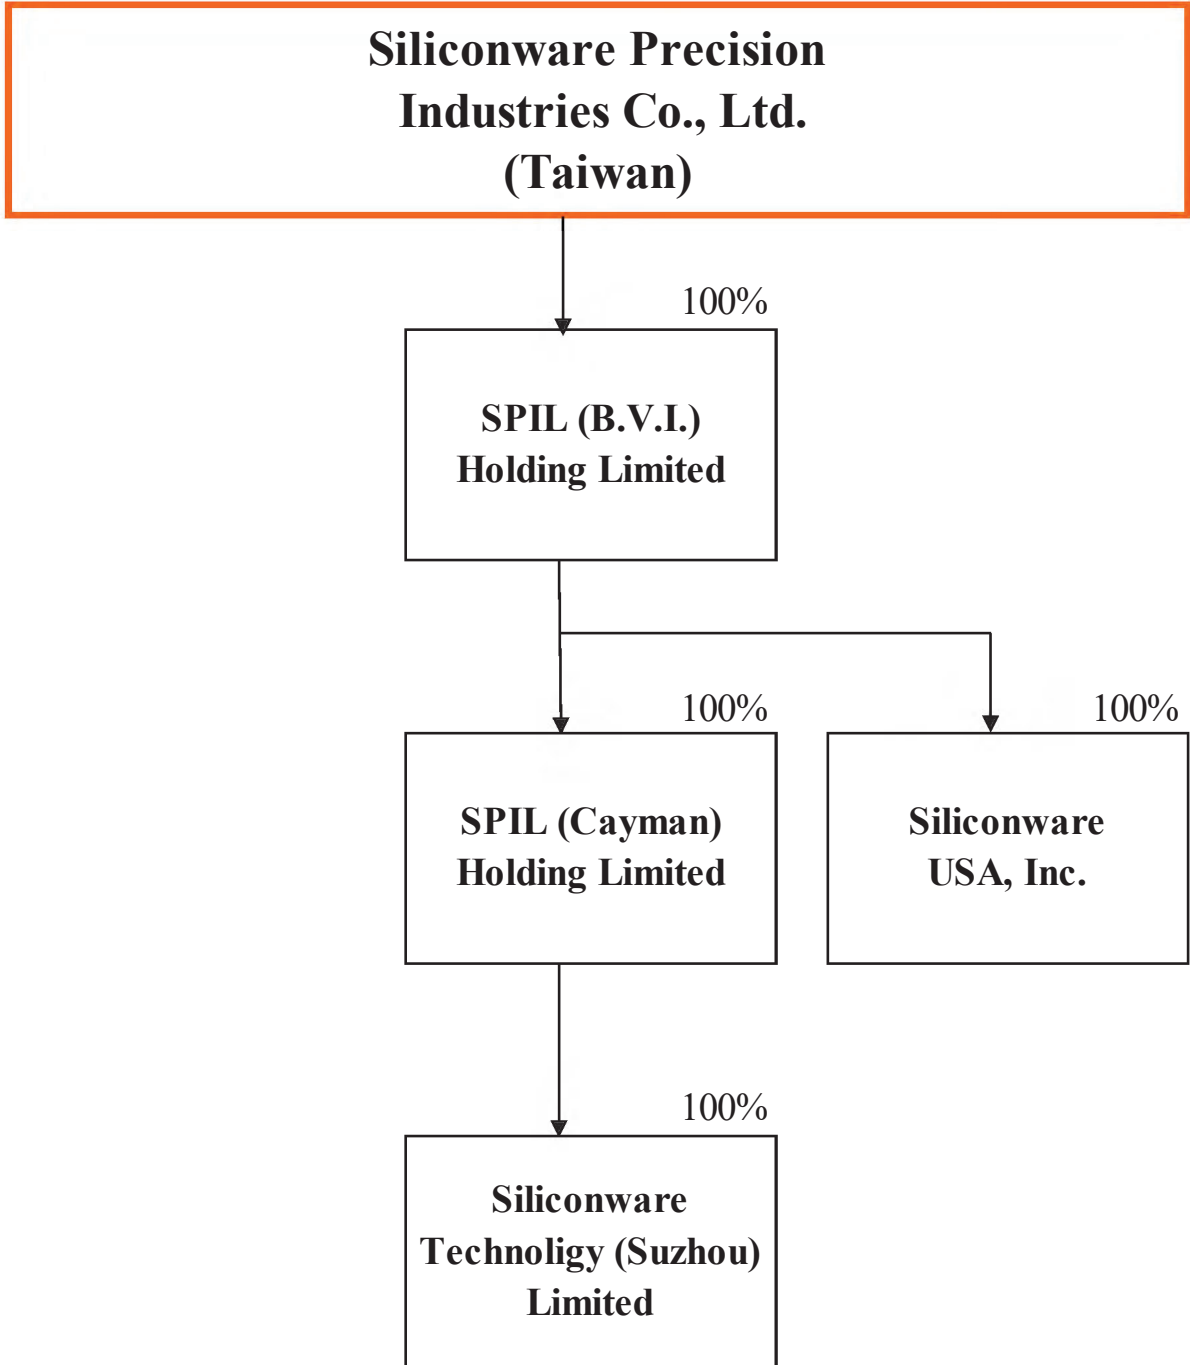 Siliconware Precision
Industries Co., Ltd.
(Taiwan)
100%
SPIL (B.V.I.)
Holding Limited
100%
SPIL (Cayman)
Holding Limited
100%
Siliconware
USA, Inc.
100%
Siliconware
Technoligy (Suzhou)
Limited